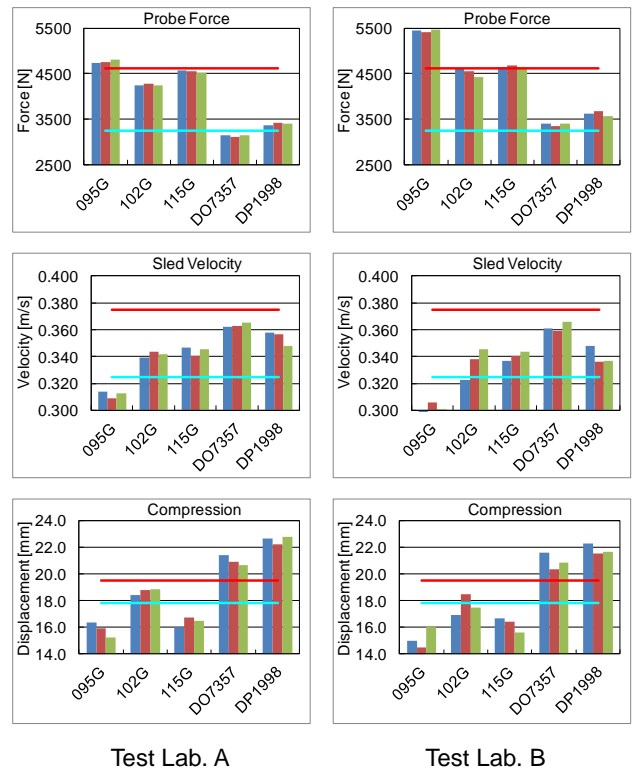 Probe Force
Force [N]
5500
4500
3500
2500
095G
102G
115G
DO7357
DP1998
Probe Force
Force [N]
5500
4500
3500
2500
095G
102G
115G
DO7357
DP1998
Sled Velocity
Velocity [m/s]
0.400
0.380
0.360
0.340
0.320
0.300
095G
102G
115G
DO7357
DP1998
Sled Velocity
Velocity [m/s]
0.400
0.380
0.360
0.340
0.320
0.300
095G
102G
115G
DO7357
DP1998
Compression
Displacement [mm]
24.0
22.0
20.0
18.0
16.0
14.0
095G
102G
115G
DO7357
DP1998
Compression
Displacement [mm]
24.0
22.0
20.0
18.0
16.0
14.0
095G
102G
115G
DO7357
DP1998
Test Lab. A
Test Lab. B